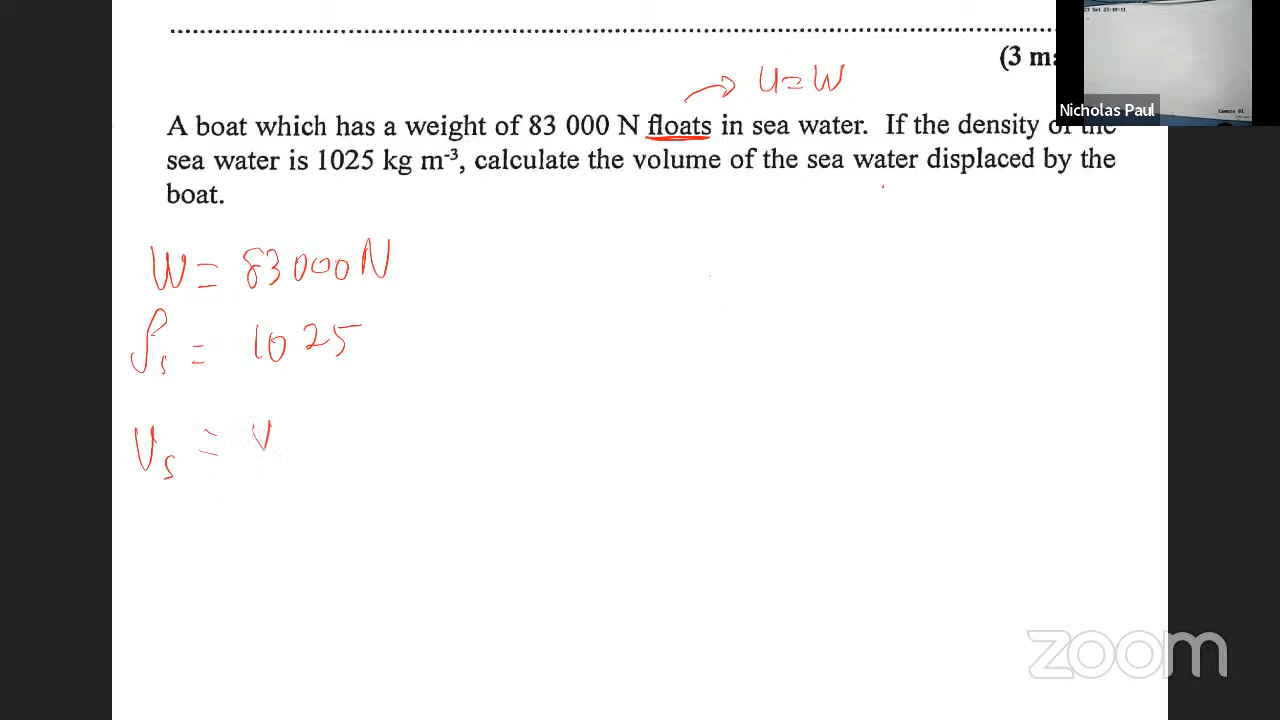 (3 ma
U = W
Nicholas Paul
A boat which has a weight of 83 000 N floats in sea water. If the density of the
sea water is 1025 kg m⁻³, calculate the volume of the sea water displaced by the
boat.
W = 83 000 N
ρs = 1025
Vs = V
zoom